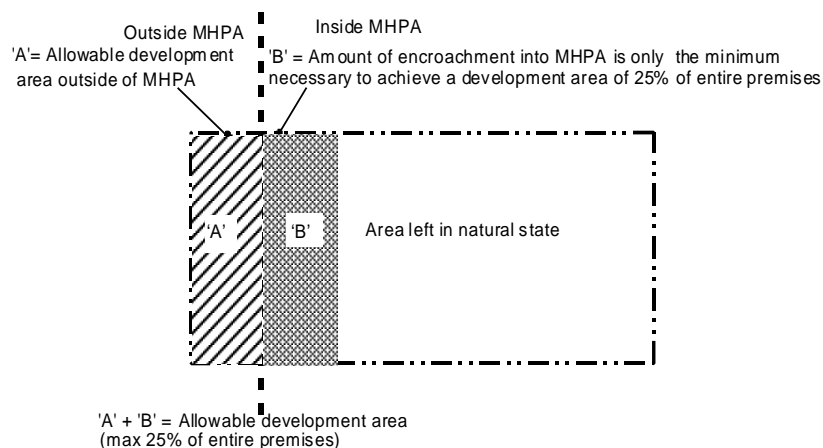 Outside MHPA
'A'= Allowable development
area outside of MHPA
Inside MHPA
'B' = Amount of encroachment into MHPA is only the minimum
necessary to achieve a development area of 25% of entire premises
'A'
'B'
Area left in natural state
'A' + 'B' = Allowable development area
(max 25% of entire premises)